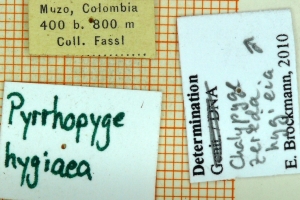 Muzo, Colombia
400 b. 800 m
Coll. Fassl
Pyrrhopyge
hygiaea
Determination
Genit. / DNA
Chalypyge
zereda
hygieia
E. Brockmann, 2010